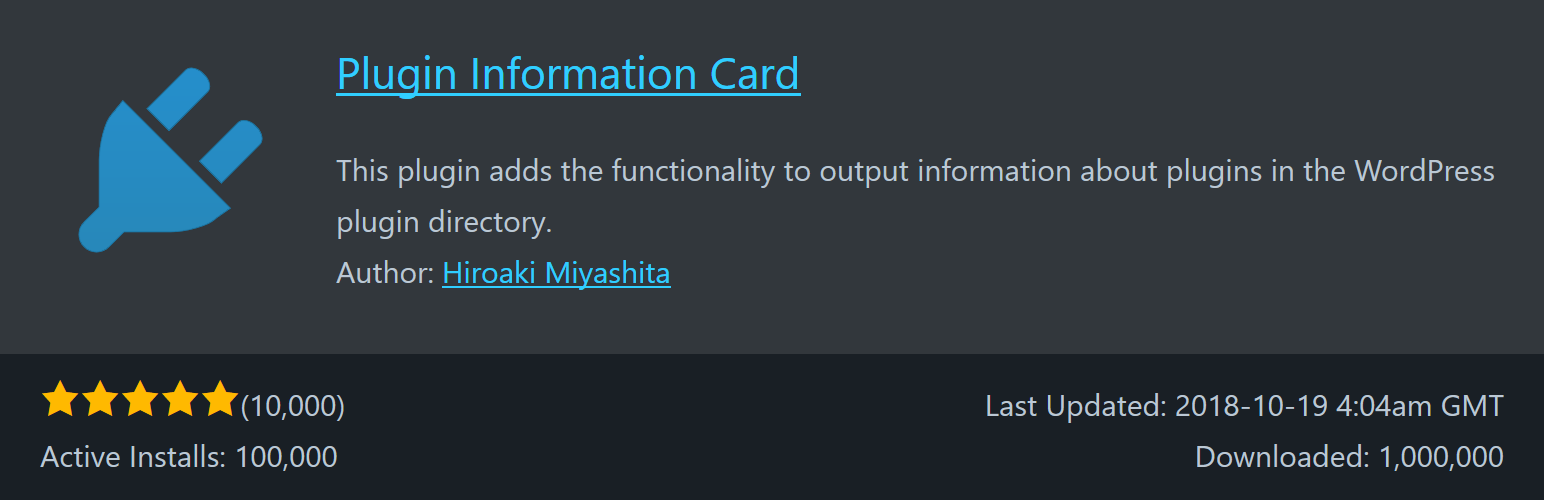 Plugin Information Card
This plugin adds the functionality to output information about plugins in the WordPress
plugin directory.
Author: Hiroaki Miyashita
(10,000)
Last Updated: 2018-10-19 4:04am GMT
Active Installs: 100,000
Downloaded: 1,000,000